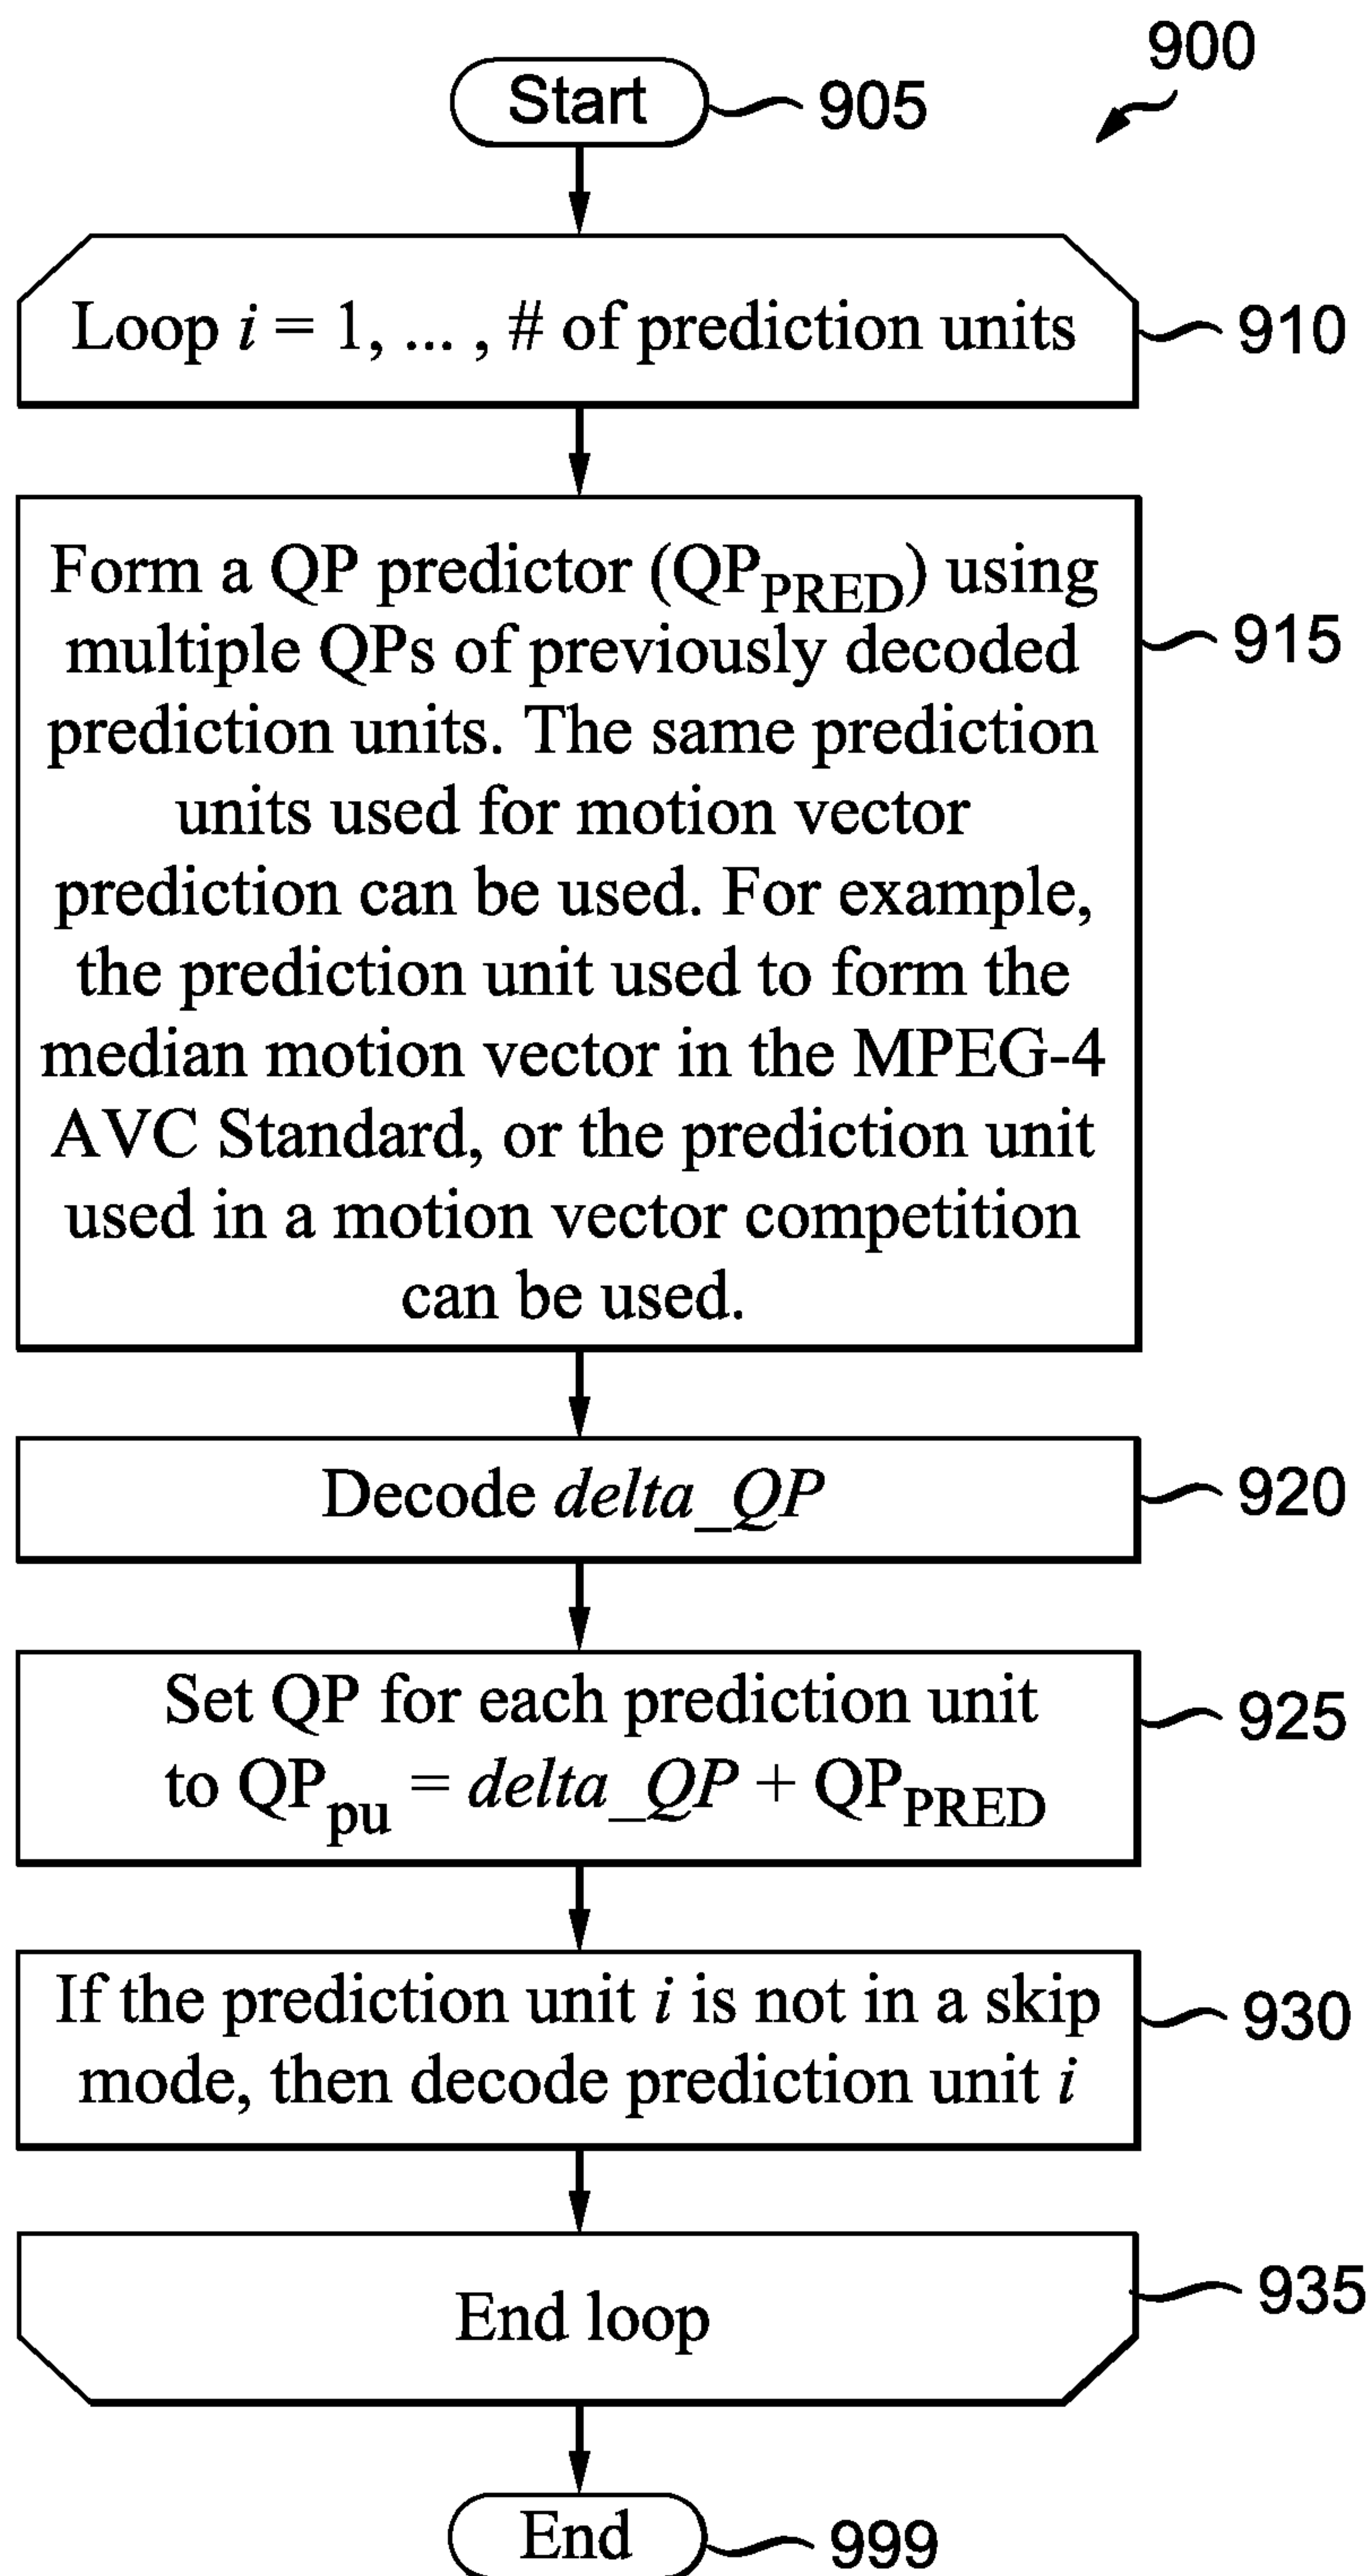 900
Start
905
Loop i = 1, ... , # of prediction units
910
Form a QP predictor (QPPRED) using
multiple QPs of previously decoded
prediction units. The same prediction
units used for motion vector
prediction can be used. For example,
the prediction unit used to form the
median motion vector in the MPEG-4
AVC Standard, or the prediction unit
used in a motion vector competition
can be used.
915
Decode delta_QP
920
Set QP for each prediction unit
to QPpu = delta_QP + QPPRED
925
If the prediction unit i is not in a skip
mode, then decode prediction unit i
930
End loop
935
End
999